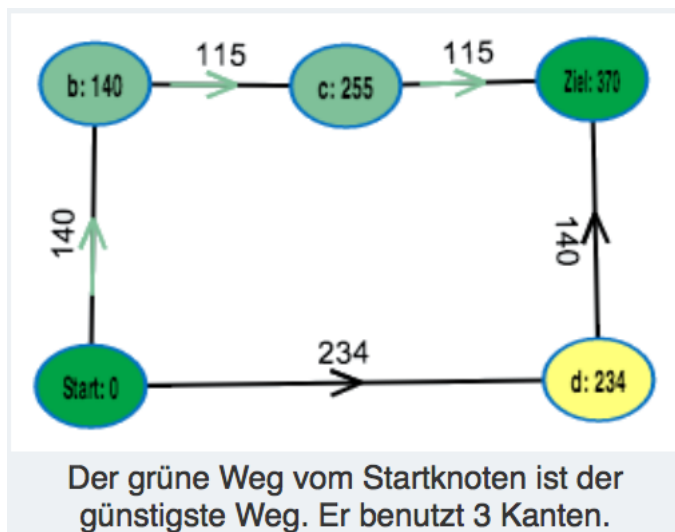 115
115
b: 140
c: 255
Ziel: 370
140
140
234
Start: 0
d: 234
Der grüne Weg vom Startknoten ist der
günstigste Weg. Er benutzt 3 Kanten.